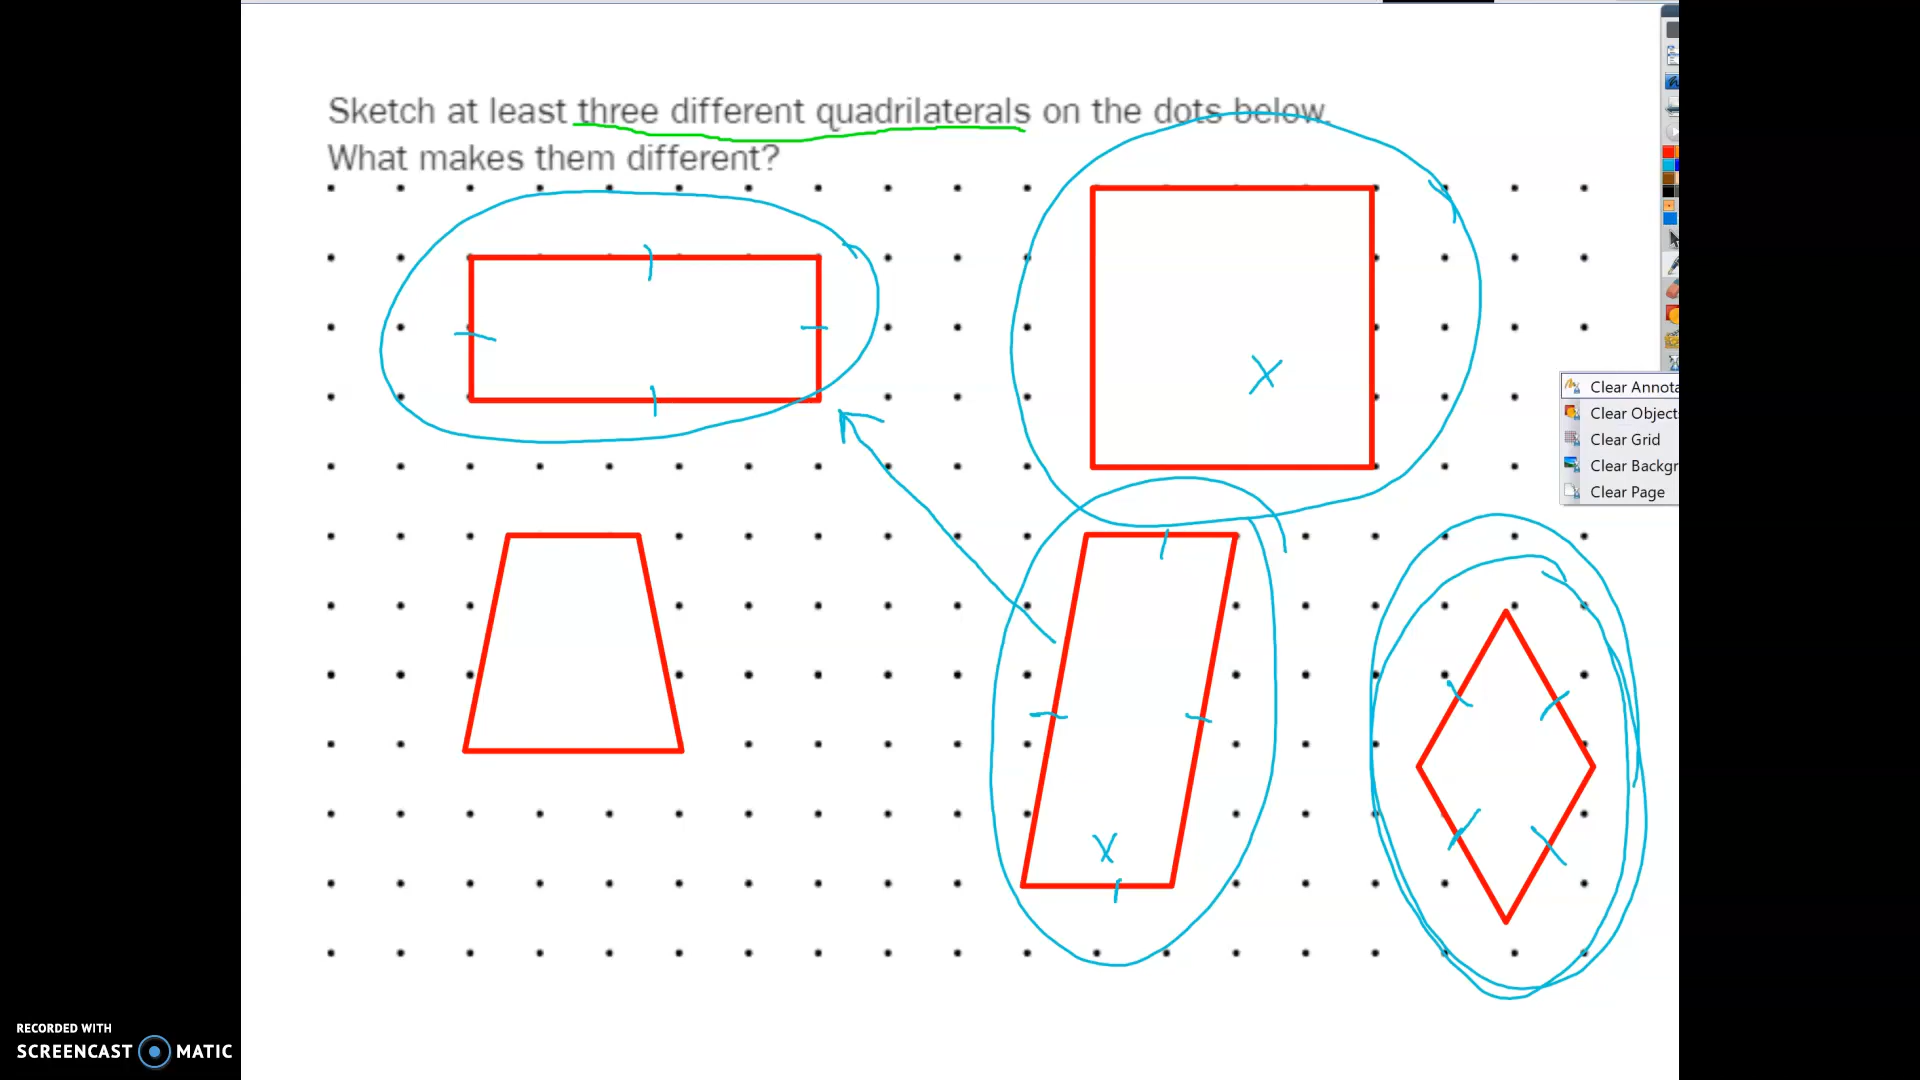 Sketch at least three different quadrilaterals on the dots below.
What makes them different?
X
Clear Annota
Clear Object
Clear Grid
Clear Backgr
Clear Page
X
RECORDED WITH
SCREENCAST MATIC